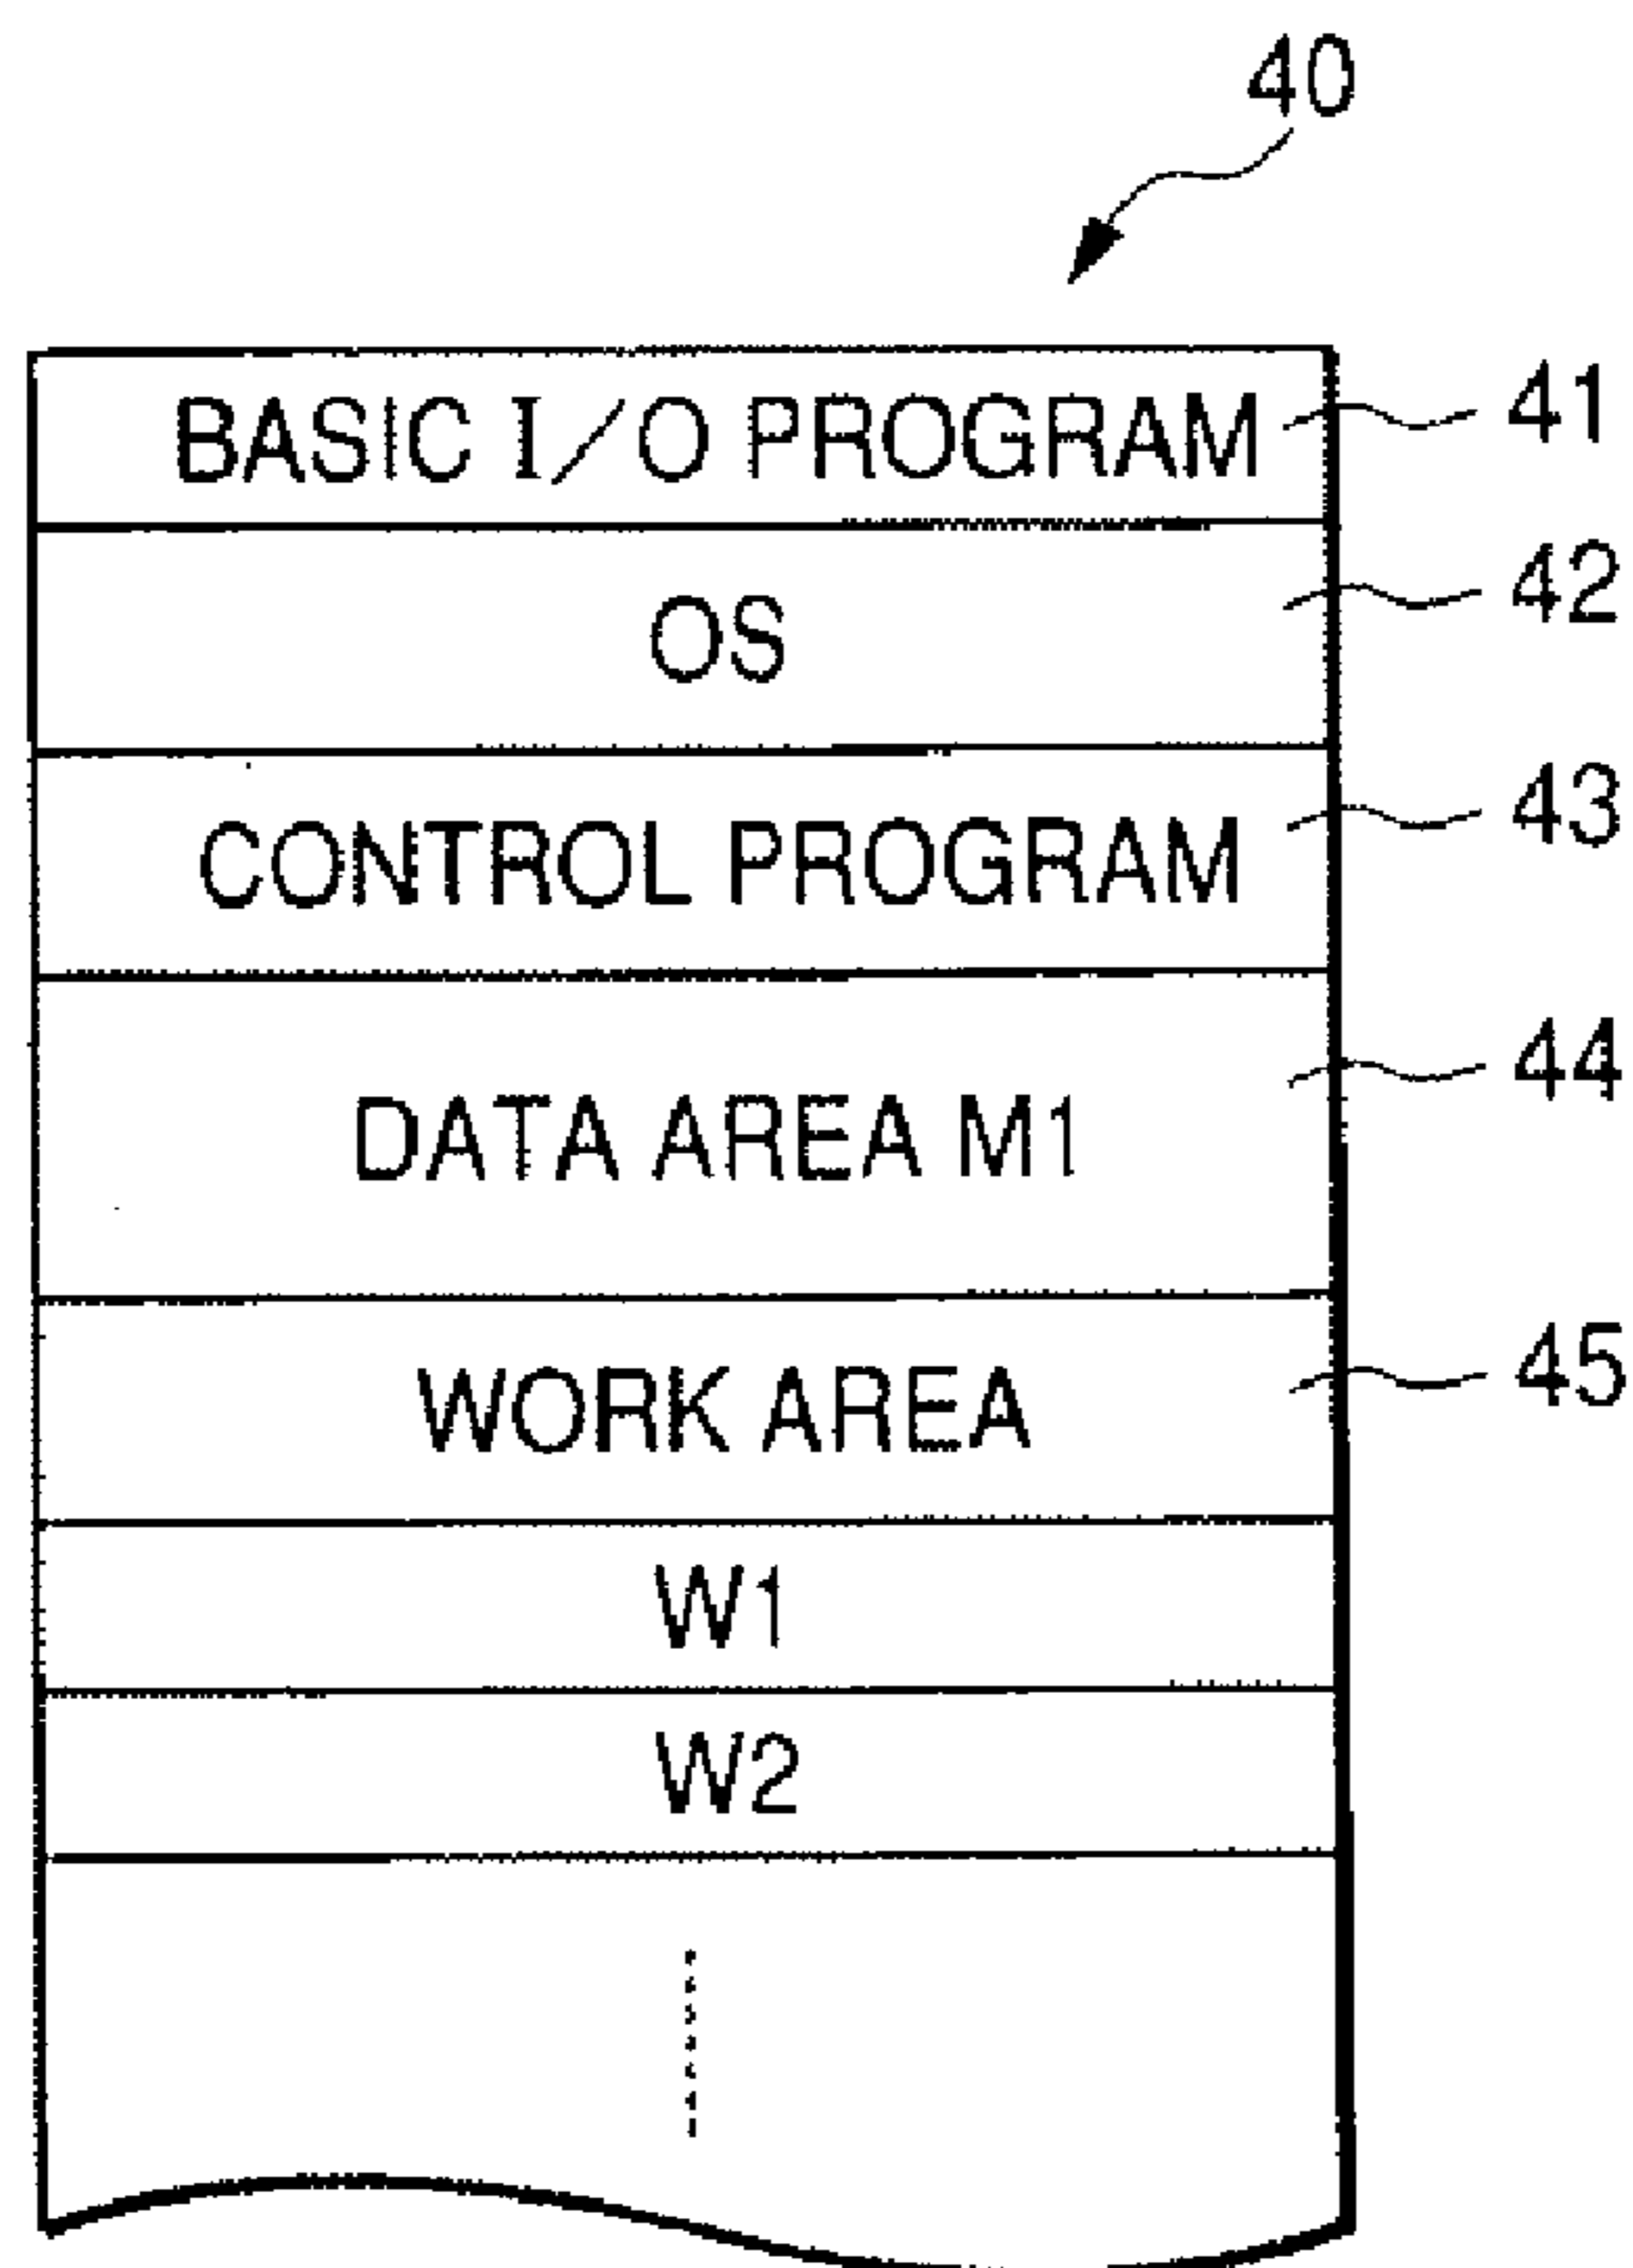 40
BASIC I/O PROGRAM 41
OS 42
CONTROL PROGRAM 43
DATA AREA M1 44
WORK AREA 45
W1
W2